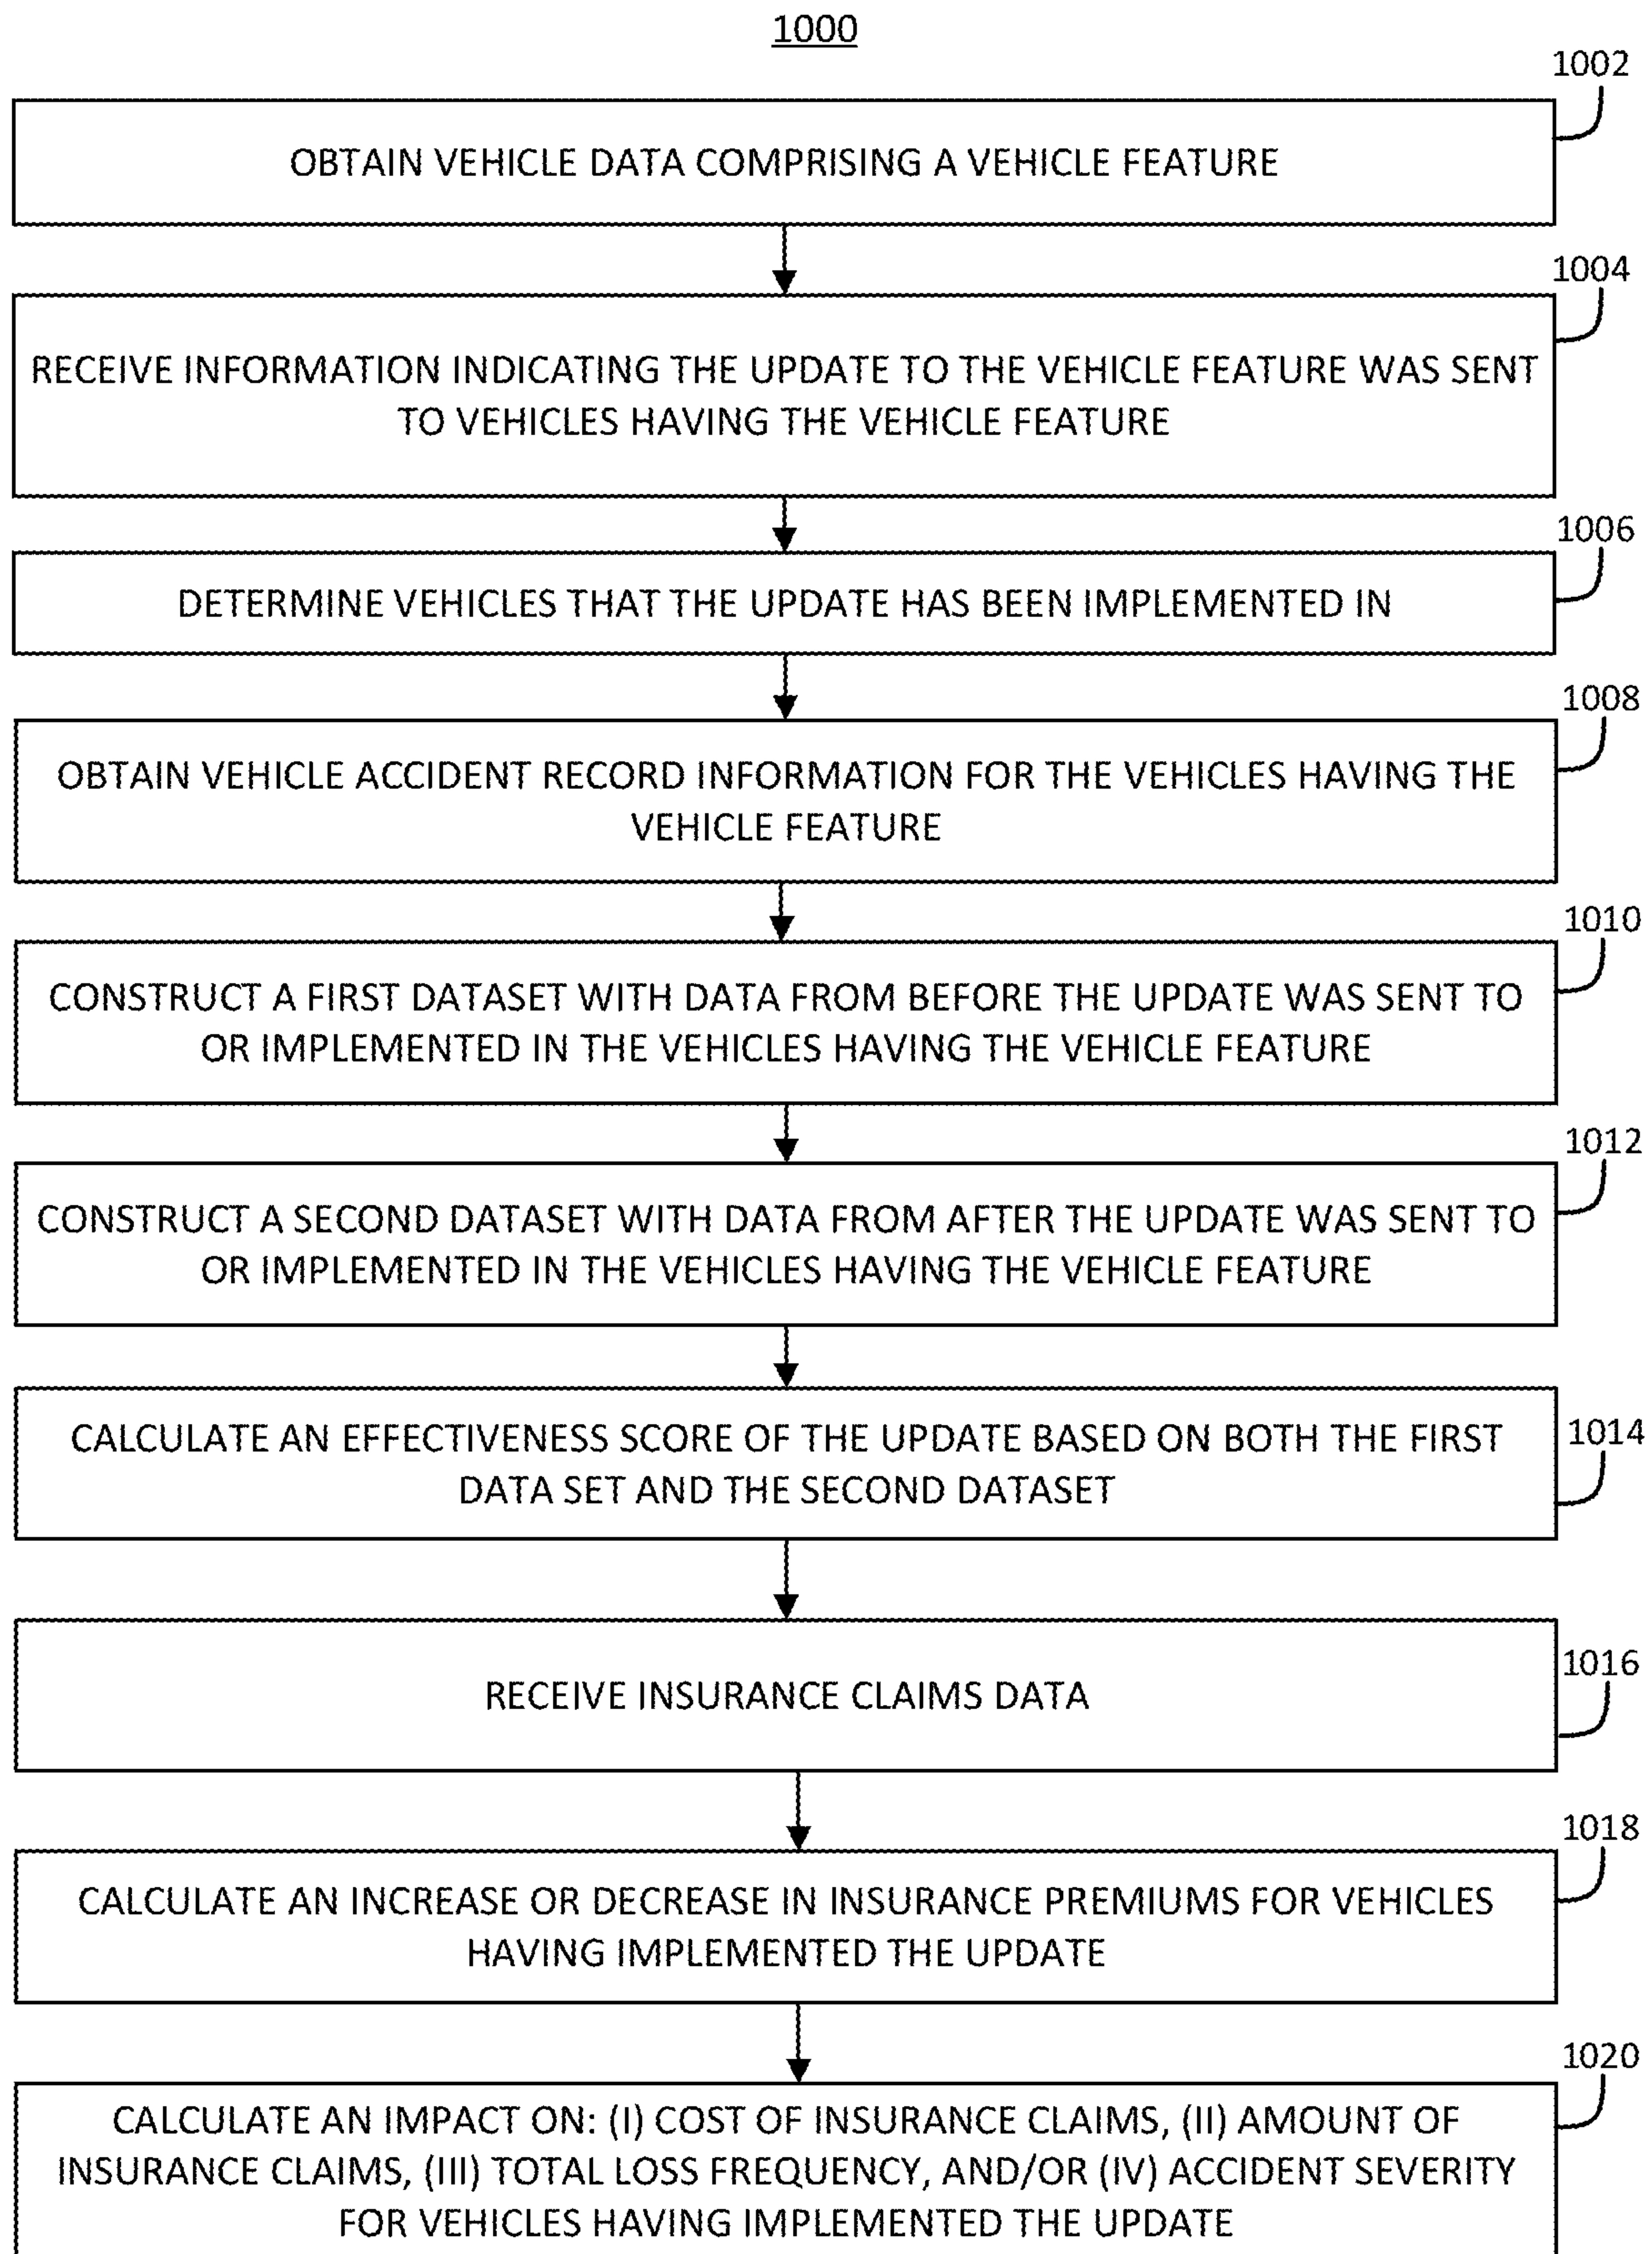 1000
1002
OBTAIN VEHICLE DATA COMPRISING A VEHICLE FEATURE
1004
RECEIVE INFORMATION INDICATING THE UPDATE TO THE VEHICLE FEATURE WAS SENT
TO VEHICLES HAVING THE VEHICLE FEATURE
1006
DETERMINE VEHICLES THAT THE UPDATE HAS BEEN IMPLEMENTED IN
1008
OBTAIN VEHICLE ACCIDENT RECORD INFORMATION FOR THE VEHICLES HAVING THE
VEHICLE FEATURE
1010
CONSTRUCT A FIRST DATASET WITH DATA FROM BEFORE THE UPDATE WAS SENT TO
OR IMPLEMENTED IN THE VEHICLES HAVING THE VEHICLE FEATURE
1012
CONSTRUCT A SECOND DATASET WITH DATA FROM AFTER THE UPDATE WAS SENT TO
OR IMPLEMENTED IN THE VEHICLES HAVING THE VEHICLE FEATURE
1014
CALCULATE AN EFFECTIVENESS SCORE OF THE UPDATE BASED ON BOTH THE FIRST
DATA SET AND THE SECOND DATASET
1016
RECEIVE INSURANCE CLAIMS DATA
1018
CALCULATE AN INCREASE OR DECREASE IN INSURANCE PREMIUMS FOR VEHICLES
HAVING IMPLEMENTED THE UPDATE
1020
CALCULATE AN IMPACT ON: (I) COST OF INSURANCE CLAIMS, (II) AMOUNT OF
INSURANCE CLAIMS, (III) TOTAL LOSS FREQUENCY, AND/OR (IV) ACCIDENT SEVERITY
FOR VEHICLES HAVING IMPLEMENTED THE UPDATE